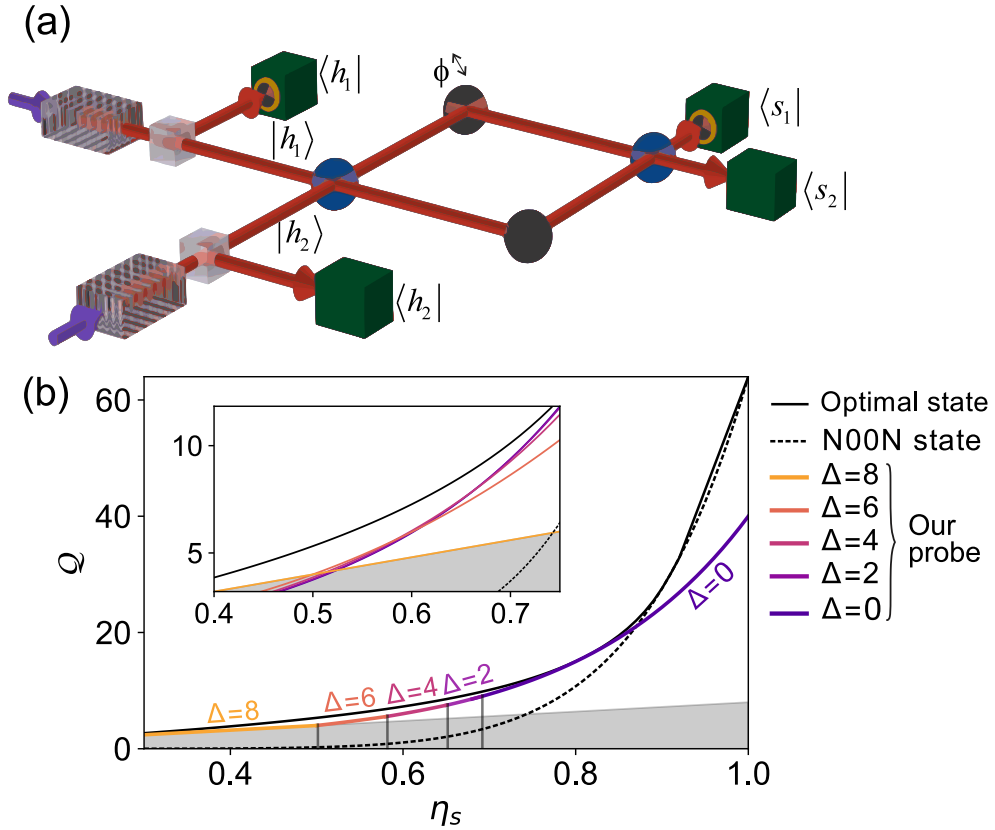 (a)
⟨h₁|
ϕ
⟨s₁|
|h₁⟩
⟨s₂|
|h₂⟩
⟨h₂|
(b)
60
40
20
0
𝒬
10
5
0.4
0.5
0.6
0.7
Δ=8
Δ=6
Δ=4
Δ=2
Δ=0
0.4
0.6
0.8
1.0
ηₛ
Optimal state
N00N state
Δ=8
Δ=6
Δ=4
Δ=2
Δ=0
Our
probe